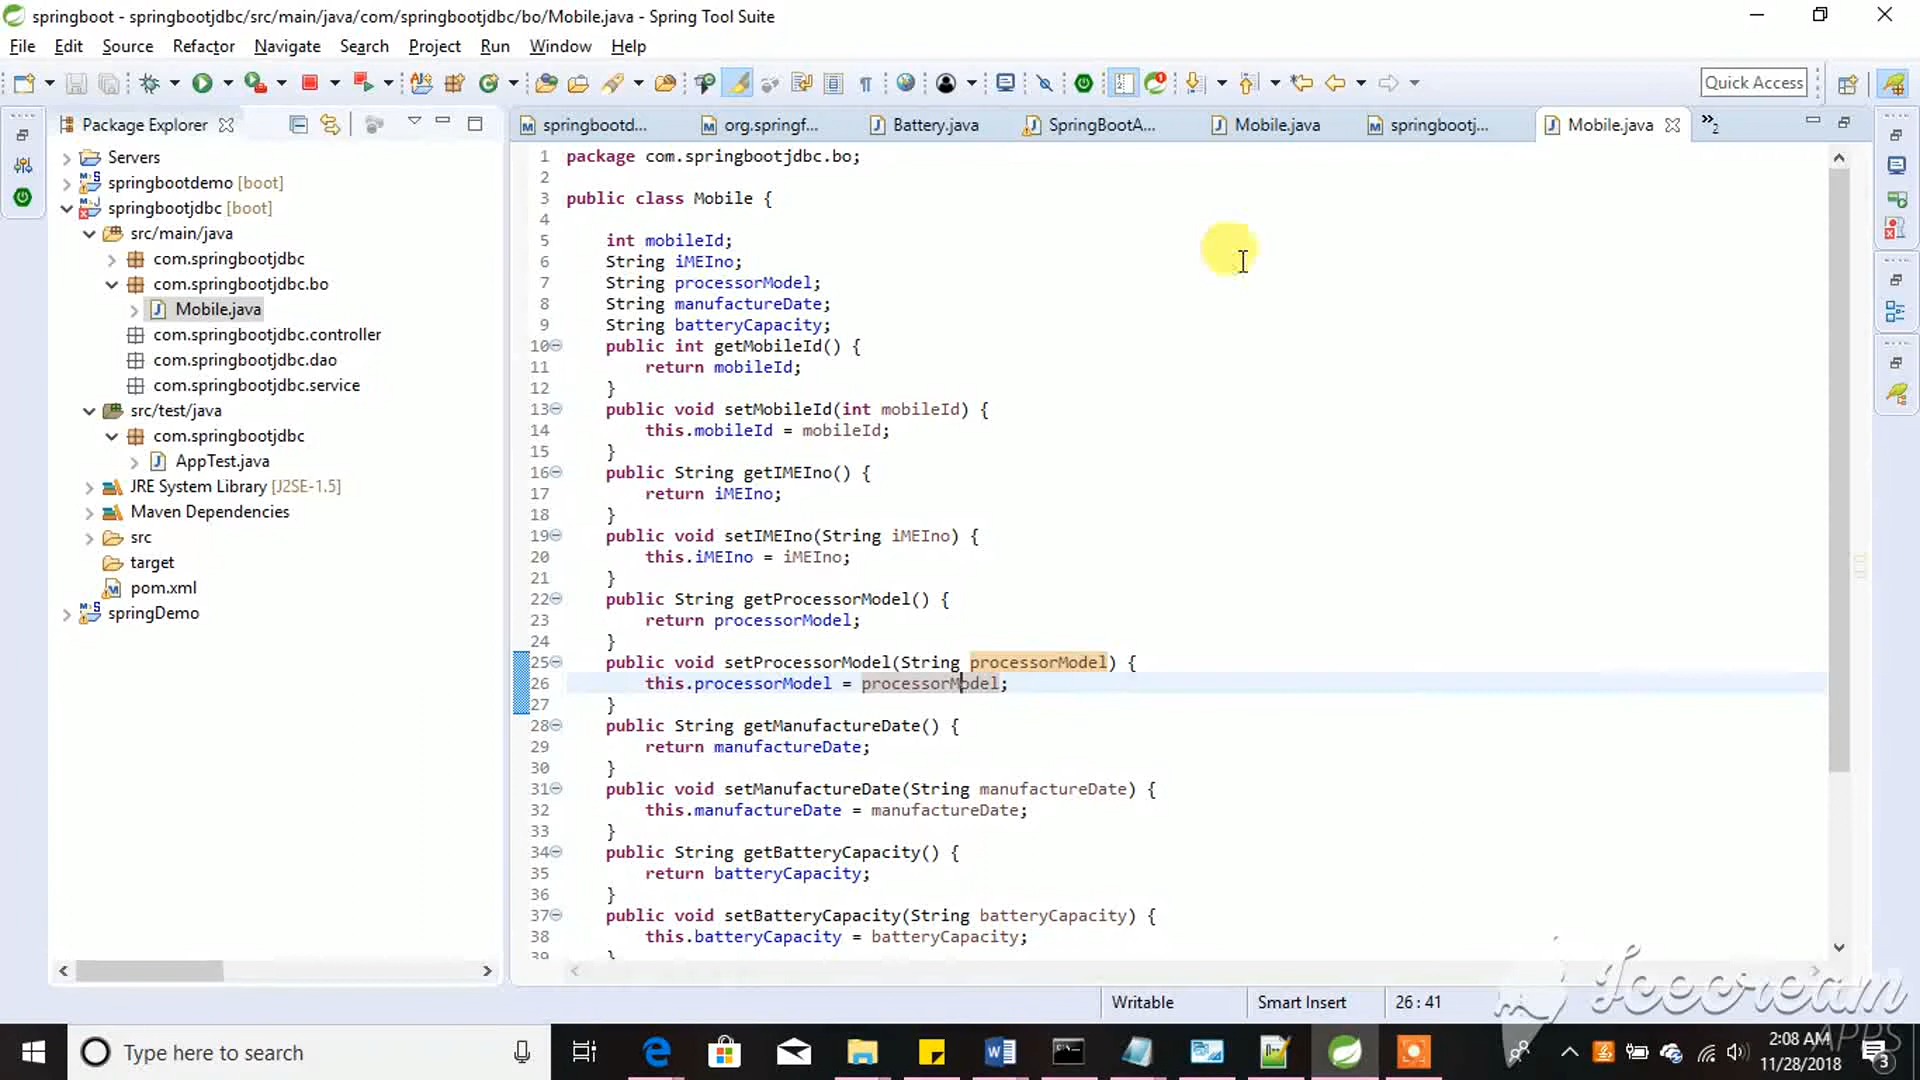 springboot - springbootjdbc/src/main/java/com/springbootjdbc/bo/Mobile.java - Spring Tool Suite
File Edit Source Refactor Navigate Search Project Run Window Help
Quick Access
Package Explorer
springbootd... org.springf... Battery.java SpringBootA... Mobile.java springbootj... Mobile.java »2
Servers
springbootdemo [boot]
springbootjdbc [boot]
src/main/java
com.springbootjdbc
com.springbootjdbc.bo
Mobile.java
com.springbootjdbc.controller
com.springbootjdbc.dao
com.springbootjdbc.service
src/test/java
com.springbootjdbc
AppTest.java
JRE System Library [J2SE-1.5]
Maven Dependencies
src
target
pom.xml
springDemo
1 package com.springbootjdbc.bo;
2
3 public class Mobile {
4
5 int mobileId;
6 String iMEIno;
7 String processorModel;
8 String manufactureDate;
9 String batteryCapacity;
10 public int getMobileId() {
11 return mobileId;
12 }
13 public void setMobileId(int mobileId) {
14 this.mobileId = mobileId;
15 }
16 public String getIMEIno() {
17 return iMEIno;
18 }
19 public void setIMEIno(String iMEIno) {
20 this.iMEIno = iMEIno;
21 }
22 public String getProcessorModel() {
23 return processorModel;
24 }
25 public void setProcessorModel(String processorModel) {
26 this.processorModel = processorModel;
27 }
28 public String getManufactureDate() {
29 return manufactureDate;
30 }
31 public void setManufactureDate(String manufactureDate) {
32 this.manufactureDate = manufactureDate;
33 }
34 public String getBatteryCapacity() {
35 return batteryCapacity;
36 }
37 public void setBatteryCapacity(String batteryCapacity) {
38 this.batteryCapacity = batteryCapacity;
39 }
Writable Smart Insert 26 : 41
Icecream
APPS
Type here to search
2:08 AM
11/28/2018
3